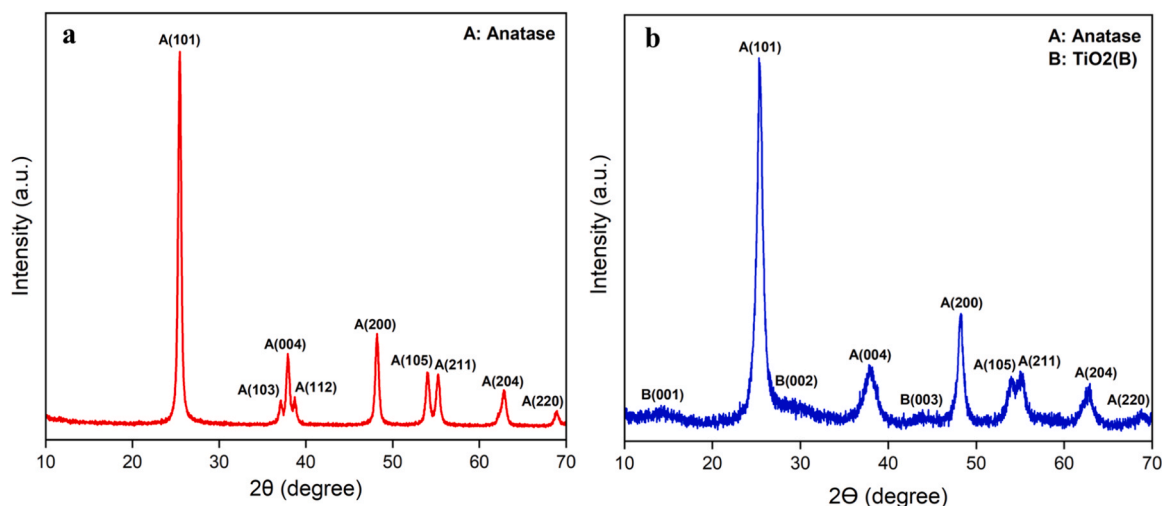 a
A: Anatase
A(101)
A(004)
A(103)
A(112)
A(200)
A(105)
A(211)
A(204)
A(220)
Intensity (a.u.)
10 20 30 40 50 60 70
2θ (degree)
b
A: Anatase
B: TiO2(B)
A(101)
B(001)
B(002)
A(004)
B(003)
A(200)
A(105)
A(211)
A(204)
A(220)
Intensity (a.u.)
10 20 30 40 50 60 70
2Θ (degree)